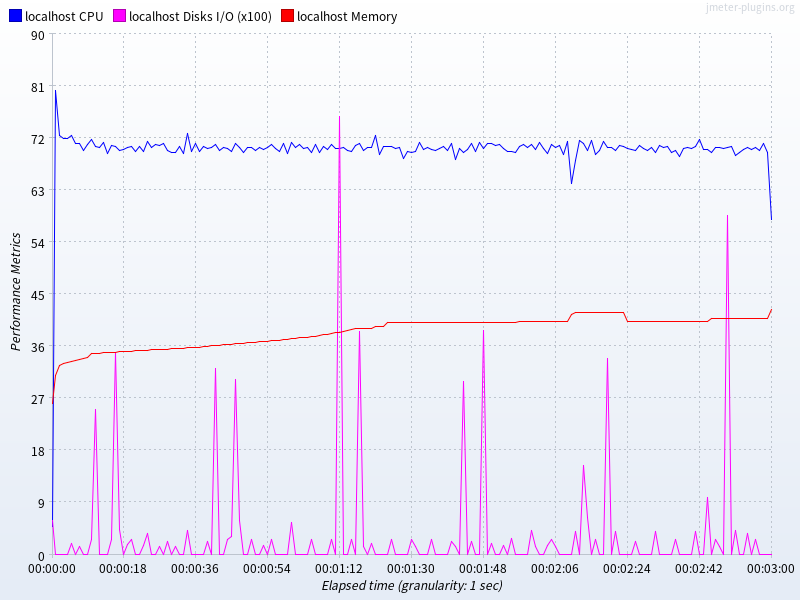 jmeter-plugins.org
localhost CPU localhost Disks I/O (x100) localhost Memory
90
81
72
63
54
45
36
27
18
9
0
Performance Metrics
00:00:00 00:00:18 00:00:36 00:00:54 00:01:12 00:01:30 00:01:48 00:02:06 00:02:24 00:02:42 00:03:00
Elapsed time (granularity: 1 sec)